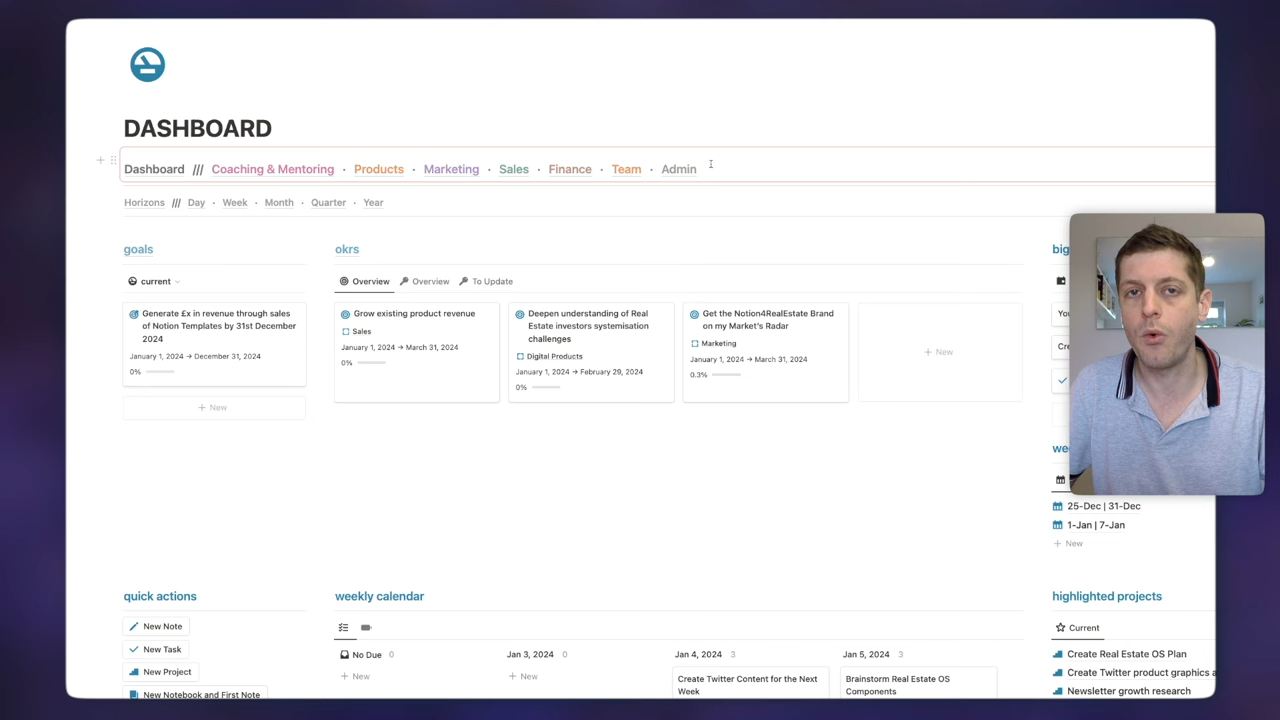 DASHBOARD
Dashboard /// Coaching & Mentoring · Products · Marketing · Sales · Finance · Team · Admin
Horizons /// Day · Week · Month · Quarter · Year
goals
current
Generate £x in revenue through sales
of Notion Templates by 31st December
2024
January 1, 2024 → December 31, 2024
0%
+ New
okrs
Overview
Overview
To Update
Grow existing product revenue
Sales
January 1, 2024 → March 31, 2024
0%
Deepen understanding of Real
Estate investors systemisation
challenges
Digital Products
January 1, 2024 → February 29, 2024
0%
Get the Notion4RealEstate Brand
on my Market's Radar
Marketing
January 1, 2024 → March 31, 2024
0.3%
+ New
big
You
Cre
we
25-Dec | 31-Dec
1-Jan | 7-Jan
+ New
quick actions
New Note
New Task
New Project
New Notebook and First Note
weekly calendar
No Due 0
+ New
Jan 3, 2024 0
+ New
Jan 4, 2024 3
Create Twitter Content for the Next
Week
Jan 5, 2024 3
Brainstorm Real Estate OS
Components
highlighted projects
Current
Create Real Estate OS Plan
Create Twitter product graphics a
Newsletter growth research